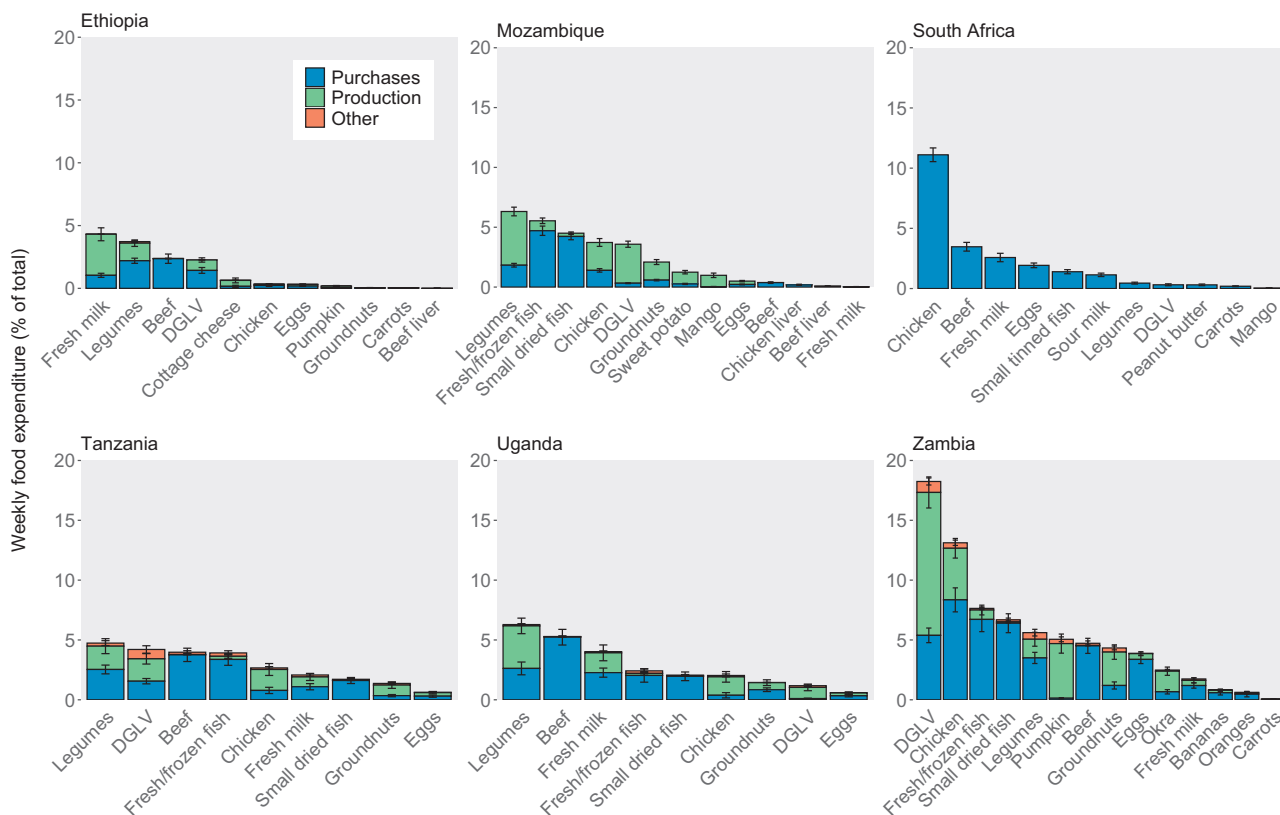 Weekly food expenditure (% of total)
Ethiopia
20
15
10
5
0
Purchases
Production
Other
Fresh milk
Legumes
Beef
DGLV
Cottage cheese
Chicken
Eggs
Pumpkin
Groundnuts
Carrots
Beef liver
Mozambique
20
15
10
5
0
Legumes
Fresh/frozen fish
Small dried fish
Chicken
DGLV
Groundnuts
Sweet potato
Mango
Eggs
Beef
Chicken liver
Beef liver
Fresh milk
South Africa
20
15
10
5
0
Chicken
Beef
Fresh milk
Eggs
Small tinned fish
Sour milk
Legumes
DGLV
Peanut butter
Carrots
Mango
Tanzania
20
15
10
5
0
Legumes
DGLV
Beef
Fresh/frozen fish
Chicken
Fresh milk
Small dried fish
Groundnuts
Eggs
Uganda
20
15
10
5
0
Legumes
Beef
Fresh milk
Fresh/frozen fish
Small dried fish
Chicken
Groundnuts
DGLV
Eggs
Zambia
20
15
10
5
0
DGLV
Chicken
Fresh/frozen fish
Small dried fish
Legumes
Pumpkin
Beef
Groundnuts
Eggs
Okra
Fresh milk
Bananas
Oranges
Carrots